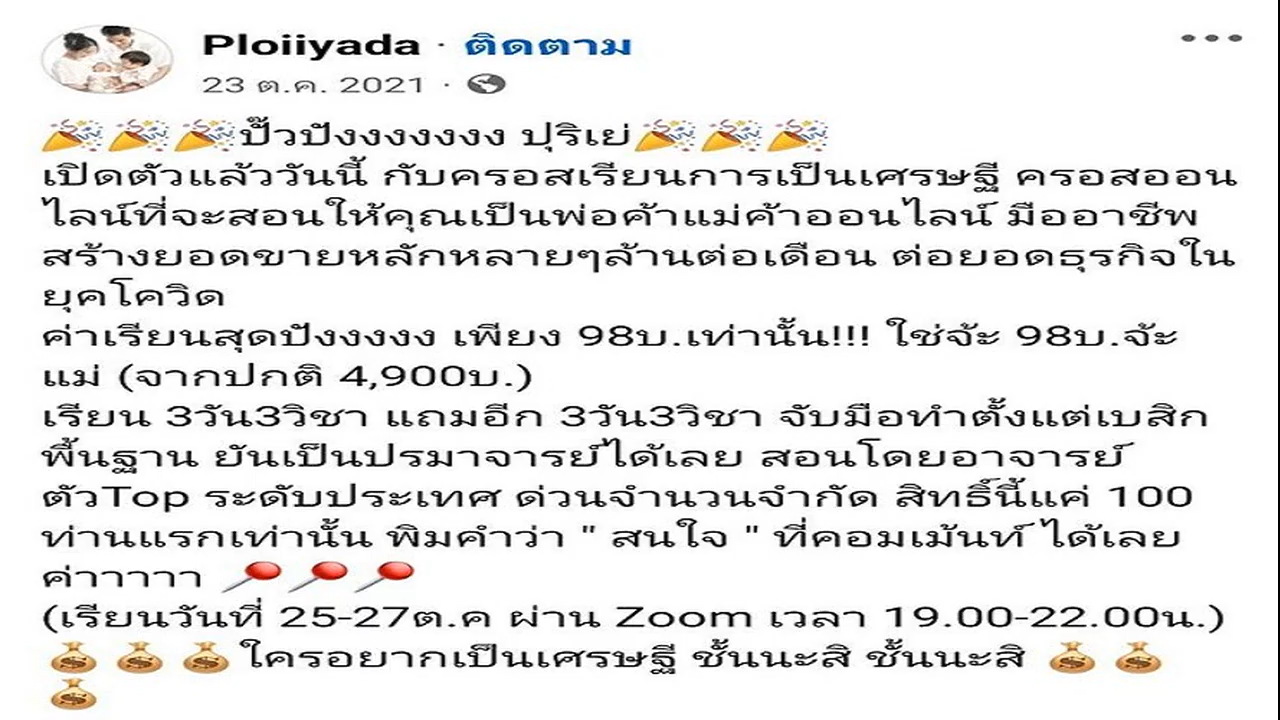 Ploiiyada · ติดตาม
23 ต.ค. 2021 ·
🎉🎉🎉ปั๊วปังงงงงงง ปุริเย่🎉🎉🎉
เปิดตัวแล้ววันนี้ กับครอสเรียนการเป็นเศรษฐี ครอสออน
ไลน์ที่จะสอนให้คุณเป็นพ่อค้าแม่ค้าออนไลน์ มืออาชีพ
สร้างยอดขายหลักหลายๆล้านต่อเดือน ต่อยอดธุรกิจใน
ยุคโควิด
ค่าเรียนสุดปังงงงงง เพียง 98บ.เท่านั้น!!! ใช่จ้ะ 98บ.จ้ะ
แม่ (จากปกติ 4,900บ.)
เรียน 3วัน3วิชา แถมอีก 3วัน3วิชา จับมือทำตั้งแต่เบสิก
พื้นฐาน ยันเป็นปรมาจารย์ได้เลย สอนโดยอาจารย์
ตัวTop ระดับประเทศ ด่วนจำนวนจำกัด สิทธิ์นี้แค่ 100
ท่านแรกเท่านั้น พิมคำว่า " สนใจ " ที่คอมเม้นท์ ได้เลย
ค่าาาาาา 📍📍📍
(เรียนวันที่ 25-27ต.ค ผ่าน Zoom เวลา 19.00-22.00น.)
💰💰💰ใครอยากเป็นเศรษฐี ชั้นนะสิ ชั้นนะสิ 💰💰
💰